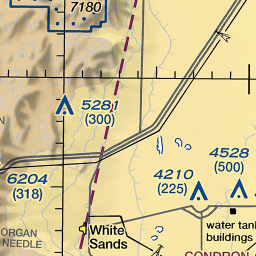 7180
5281
(300)
4528
(500)
4210
(225)
6204
(318)
ORGAN
NEEDLE
White
Sands
water tank
buildings
CONDRON